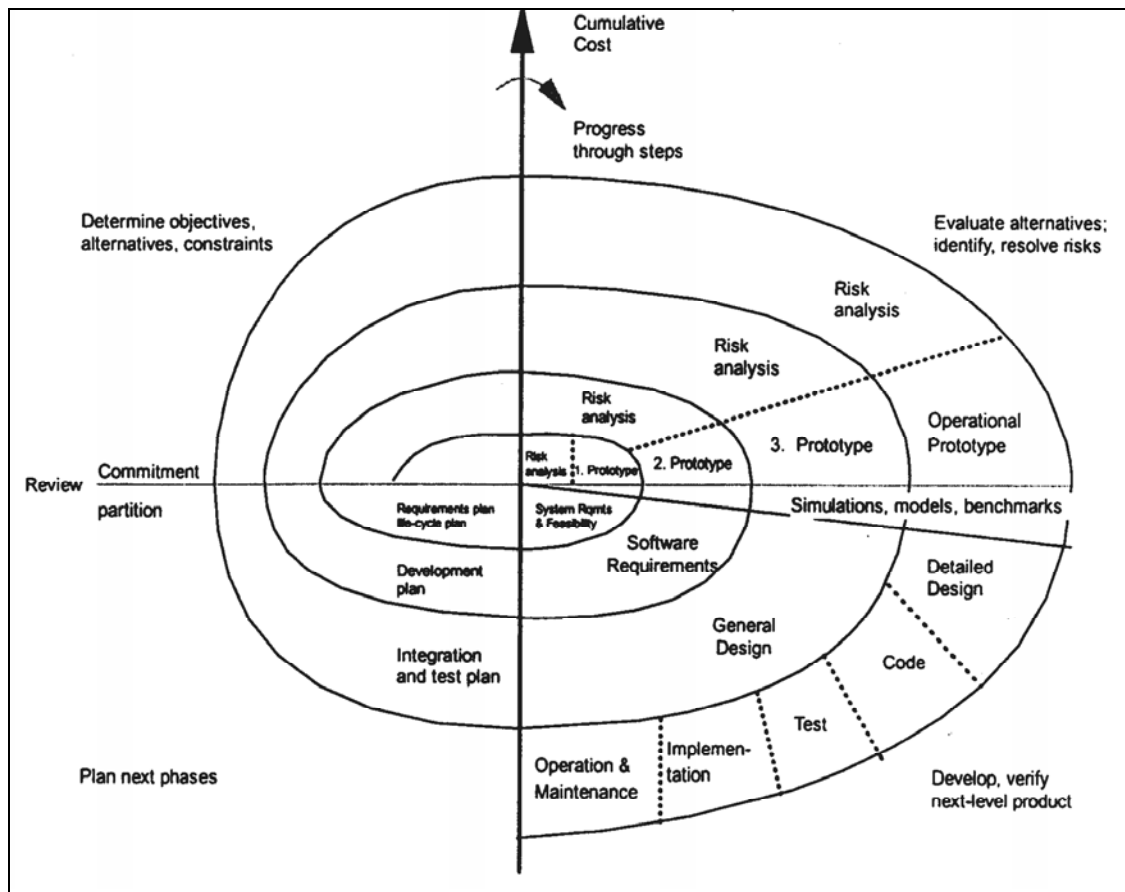 Cumulative
Cost
Progress
through steps
Determine objectives,
alternatives, constraints
Evaluate alternatives;
identify, resolve risks
Risk
analysis
Risk
analysis
Risk
analysis
Risk
analysis
1. Prototype
2. Prototype
3. Prototype
Operational
Prototype
Review
Commitment
partition
Simulations, models, benchmarks
Requirements plan
life-cycle plan
System Rqmts
& Feasibility
Software
Requirements
Development
plan
Detailed
Design
General
Design
Code
Integration
and test plan
Test
Implemen-
tation
Operation &
Maintenance
Plan next phases
Develop, verify
next-level product